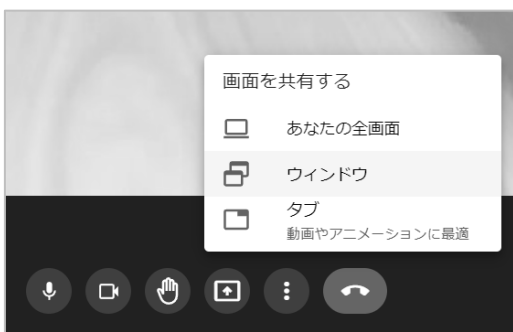 画面を共有する
あなたの全画面
ウィンドウ
タブ
動画やアニメーションに最適